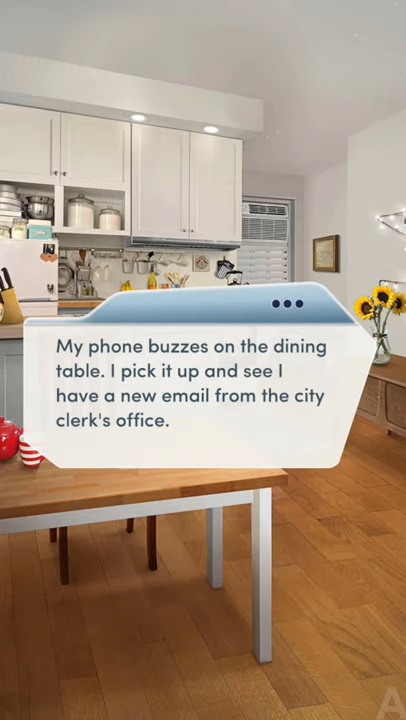 My phone buzzes on the dining
table. I pick it up and see I
have a new email from the city
clerk's office.
A